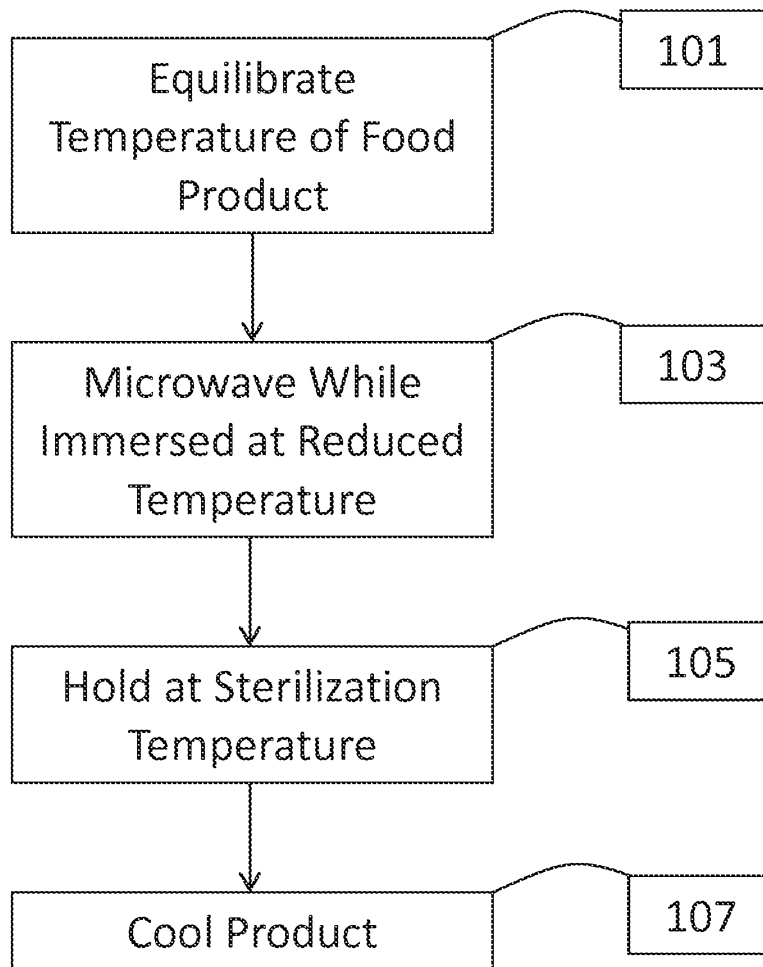 Equilibrate
Temperature of Food
Product
101
Microwave While
Immersed at Reduced
Temperature
103
Hold at Sterilization
Temperature
105
Cool Product
107